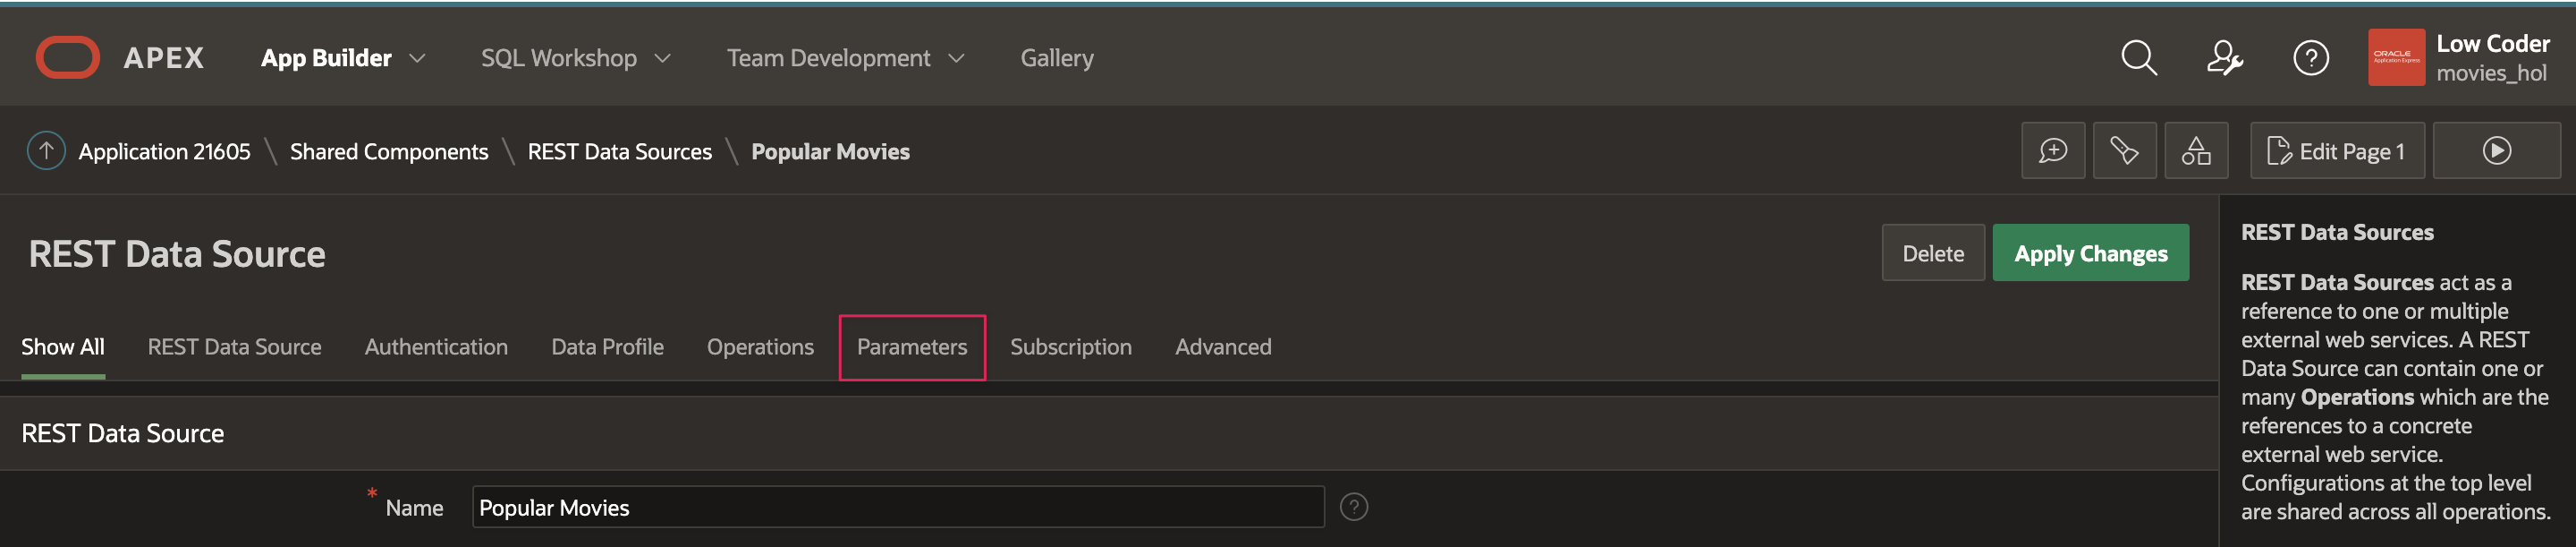 APEX App Builder SQL Workshop Team Development Gallery
ORACLE
Application Express
Low Coder
movies_hol
Application 21605 \ Shared Components \ REST Data Sources \ Popular Movies
Edit Page 1
REST Data Source
Delete
Apply Changes
Show All REST Data Source Authentication Data Profile Operations Parameters Subscription Advanced
REST Data Source
* Name Popular Movies
REST Data Sources
REST Data Sources act as a
reference to one or multiple
external web services. A REST
Data Source can contain one or
many Operations which are the
references to a concrete
external web service.
Configurations at the top level
are shared across all operations.